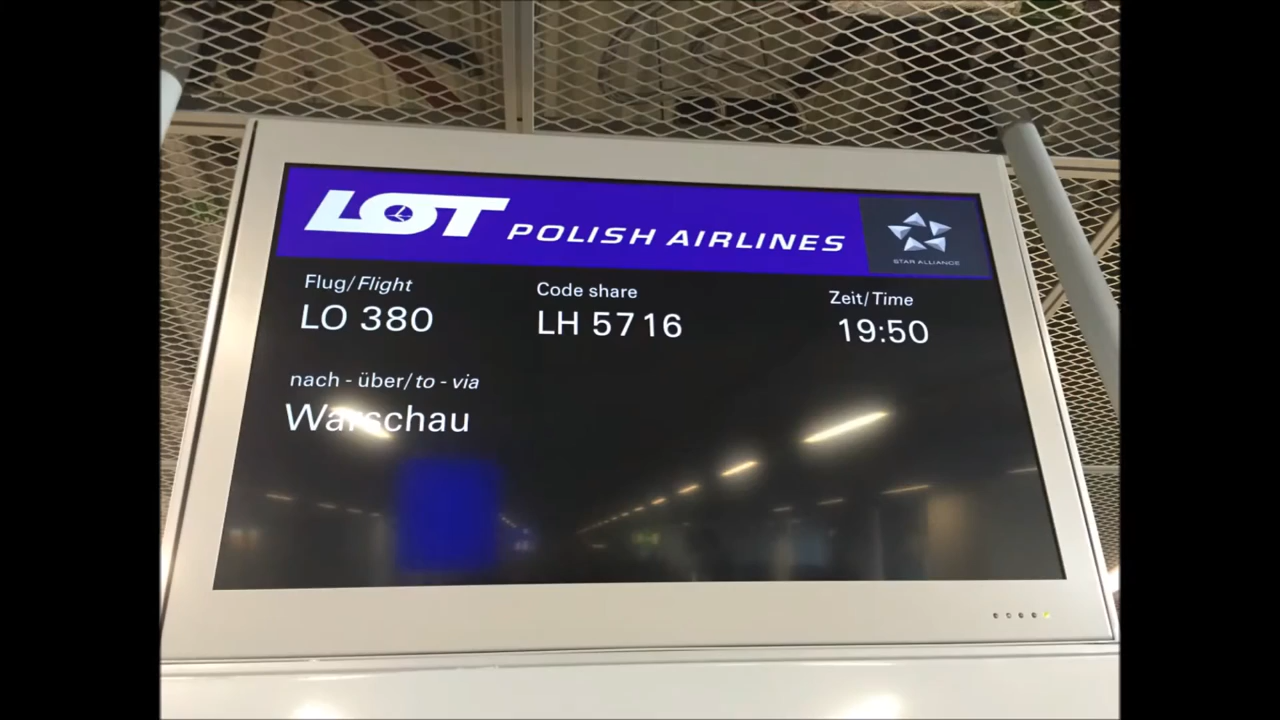 LOT POLISH AIRLINES
STAR ALLIANCE
Flug/Flight Code share Zeit/Time
LO 380 LH 5716 19:50
nach - über/to - via
Warschau